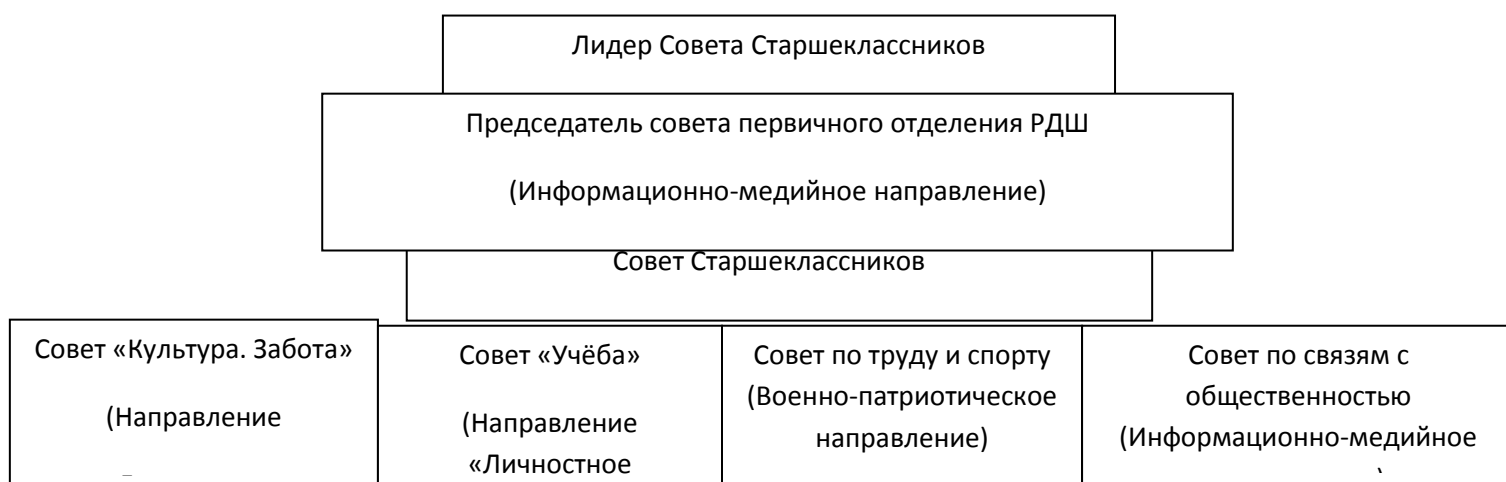 Лидер Совета Старшеклассников
Председатель совета первичного отделения РДШ
(Информационно-медийное направление)
Совет Старшеклассников
Совет «Культура. Забота»
(Направление
Совет «Учёба»
(Направление
«Личностное
Совет по труду и спорту
(Военно-патриотическое
направление)
Совет по связям с
общественностью
(Информационно-медийное